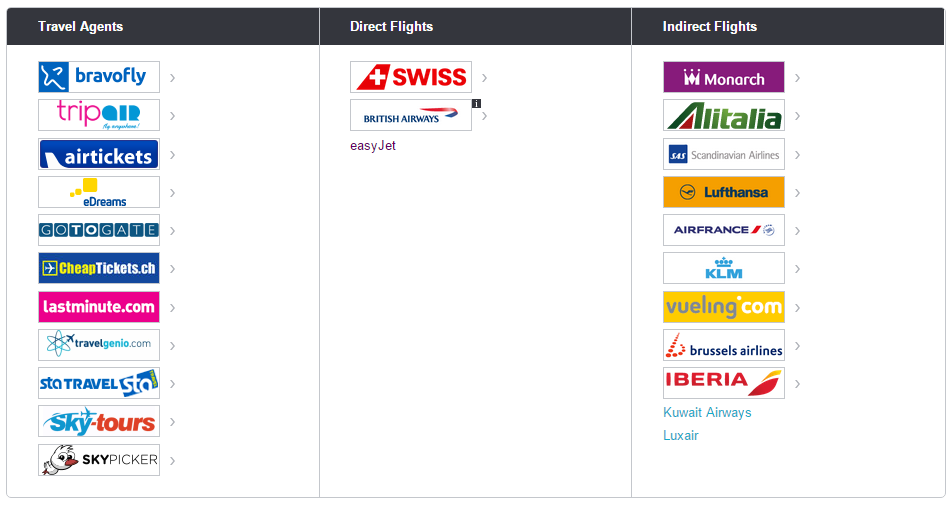 Travel Agents
bravofly
tripAIR
fly anywhere!
airtickets
eDreams
GOTOGATE
CheapTickets.ch
lastminute.com
travelgenio.com
STA TRAVEL STA
Sky-tours
SKYPICKER
Direct Flights
SWISS
BRITISH AIRWAYS
i
easyJet
Indirect Flights
Monarch
Alitalia
SAS Scandinavian Airlines
Lufthansa
AIRFRANCE
KLM
vueling.com
brussels airlines
IBERIA
Kuwait Airways
Luxair